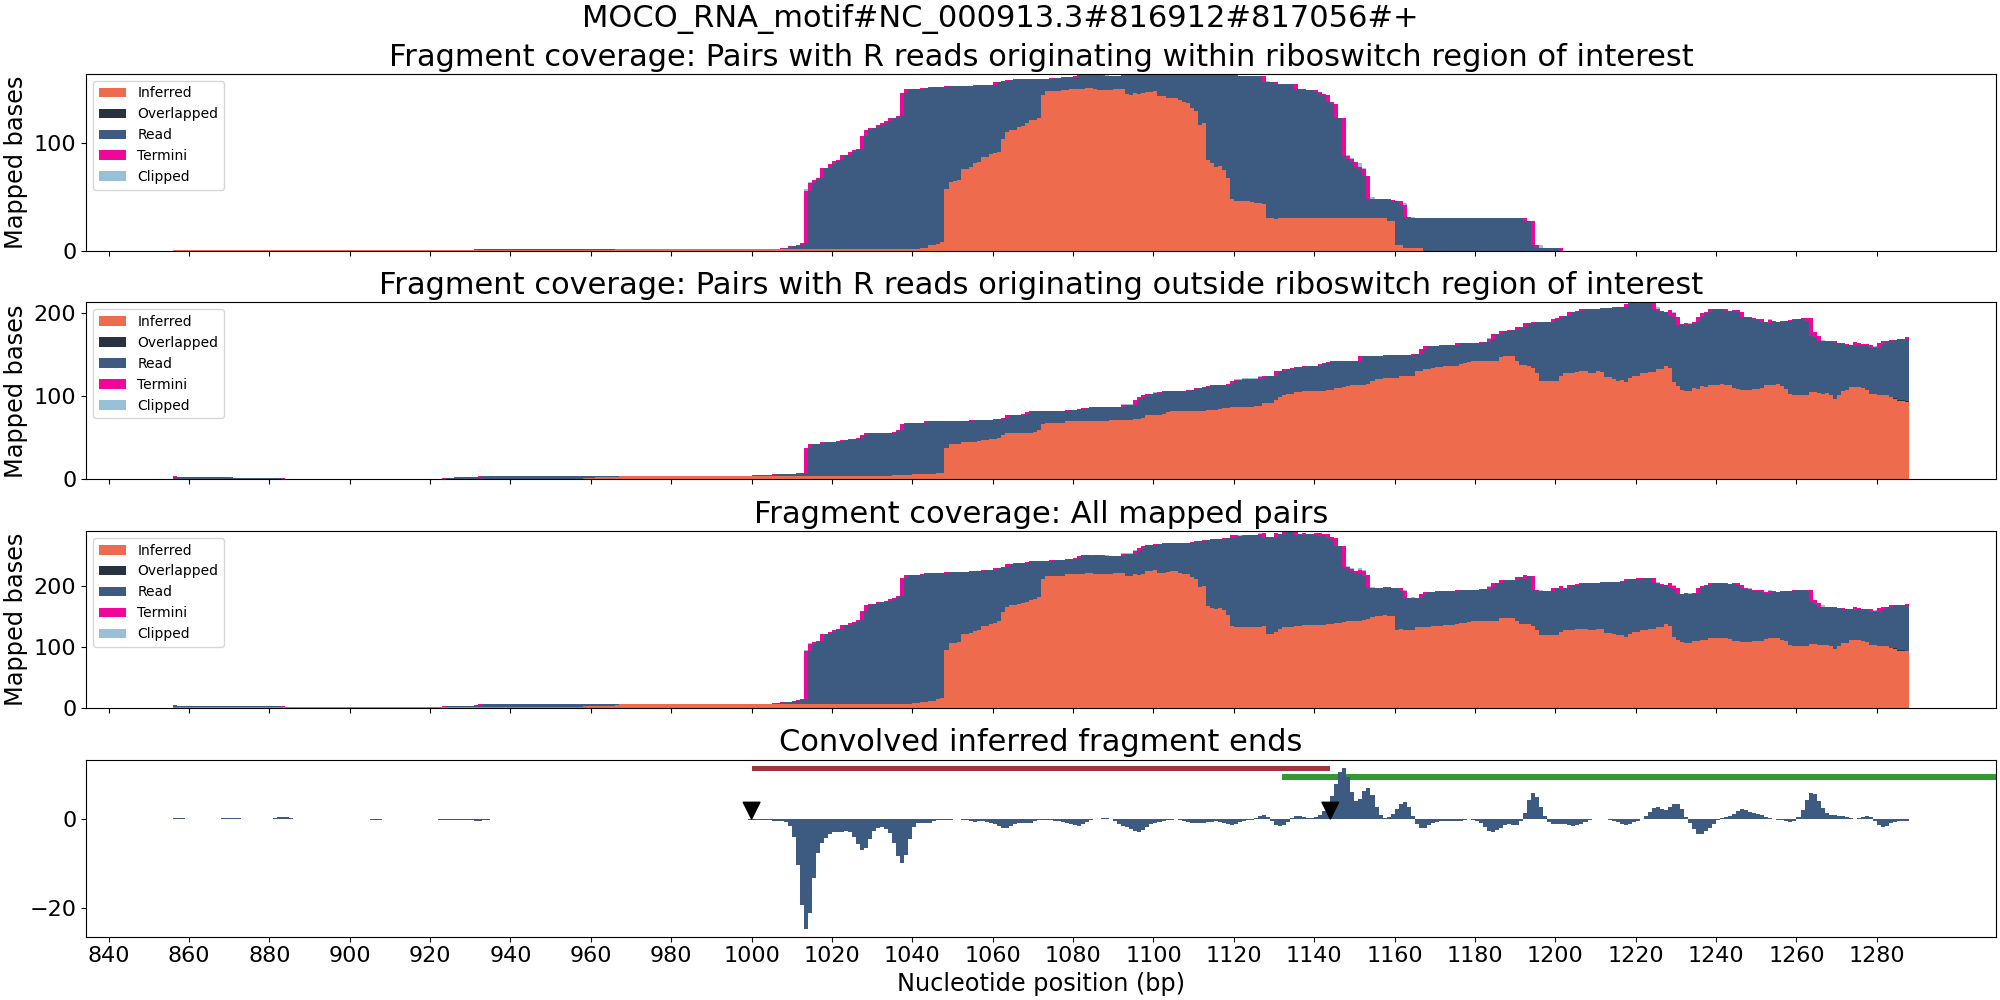 MOCO_RNA_motif#NC_000913.3#816912#817056#+
Fragment coverage: Pairs with R reads originating within riboswitch region of interest
Mapped bases
100
0
Inferred
Overlapped
Read
Termini
Clipped
Fragment coverage: Pairs with R reads originating outside riboswitch region of interest
Mapped bases
200
100
0
Inferred
Overlapped
Read
Termini
Clipped
Fragment coverage: All mapped pairs
Mapped bases
200
100
0
Inferred
Overlapped
Read
Termini
Clipped
Convolved inferred fragment ends
0
−20
840 860 880 900 920 940 960 980 1000 1020 1040 1060 1080 1100 1120 1140 1160 1180 1200 1220 1240 1260 1280
Nucleotide position (bp)